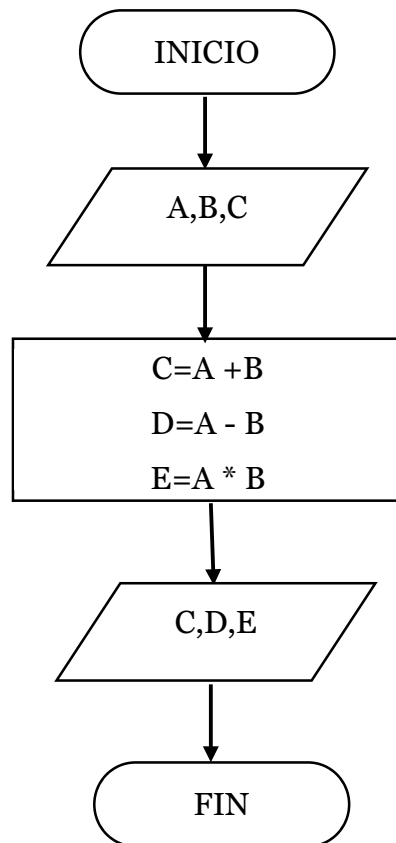 INICIO
A,B,C
C=A +B
D=A - B
E=A * B
C,D,E
FIN